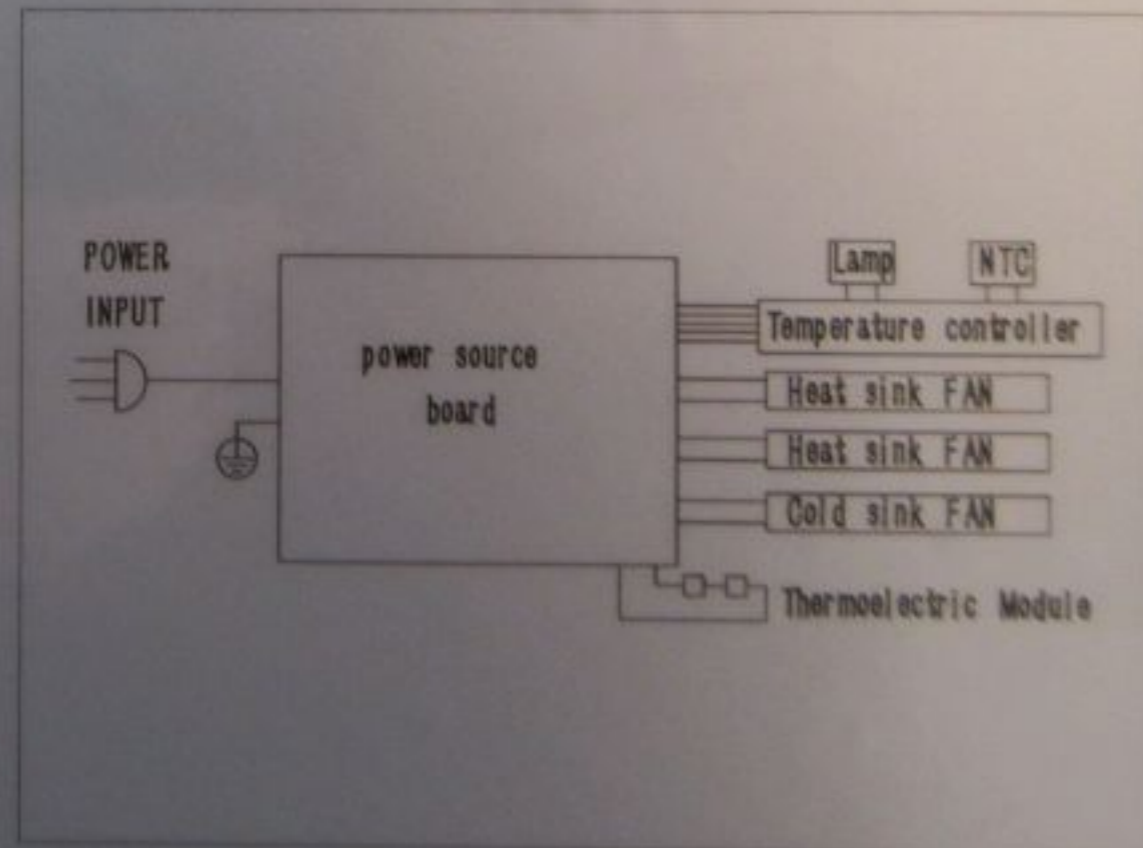 POWER
INPUT
power source
board
Lamp
NTC
Temperature controller
Heat sink FAN
Heat sink FAN
Cold sink FAN
Thermoelectric Module